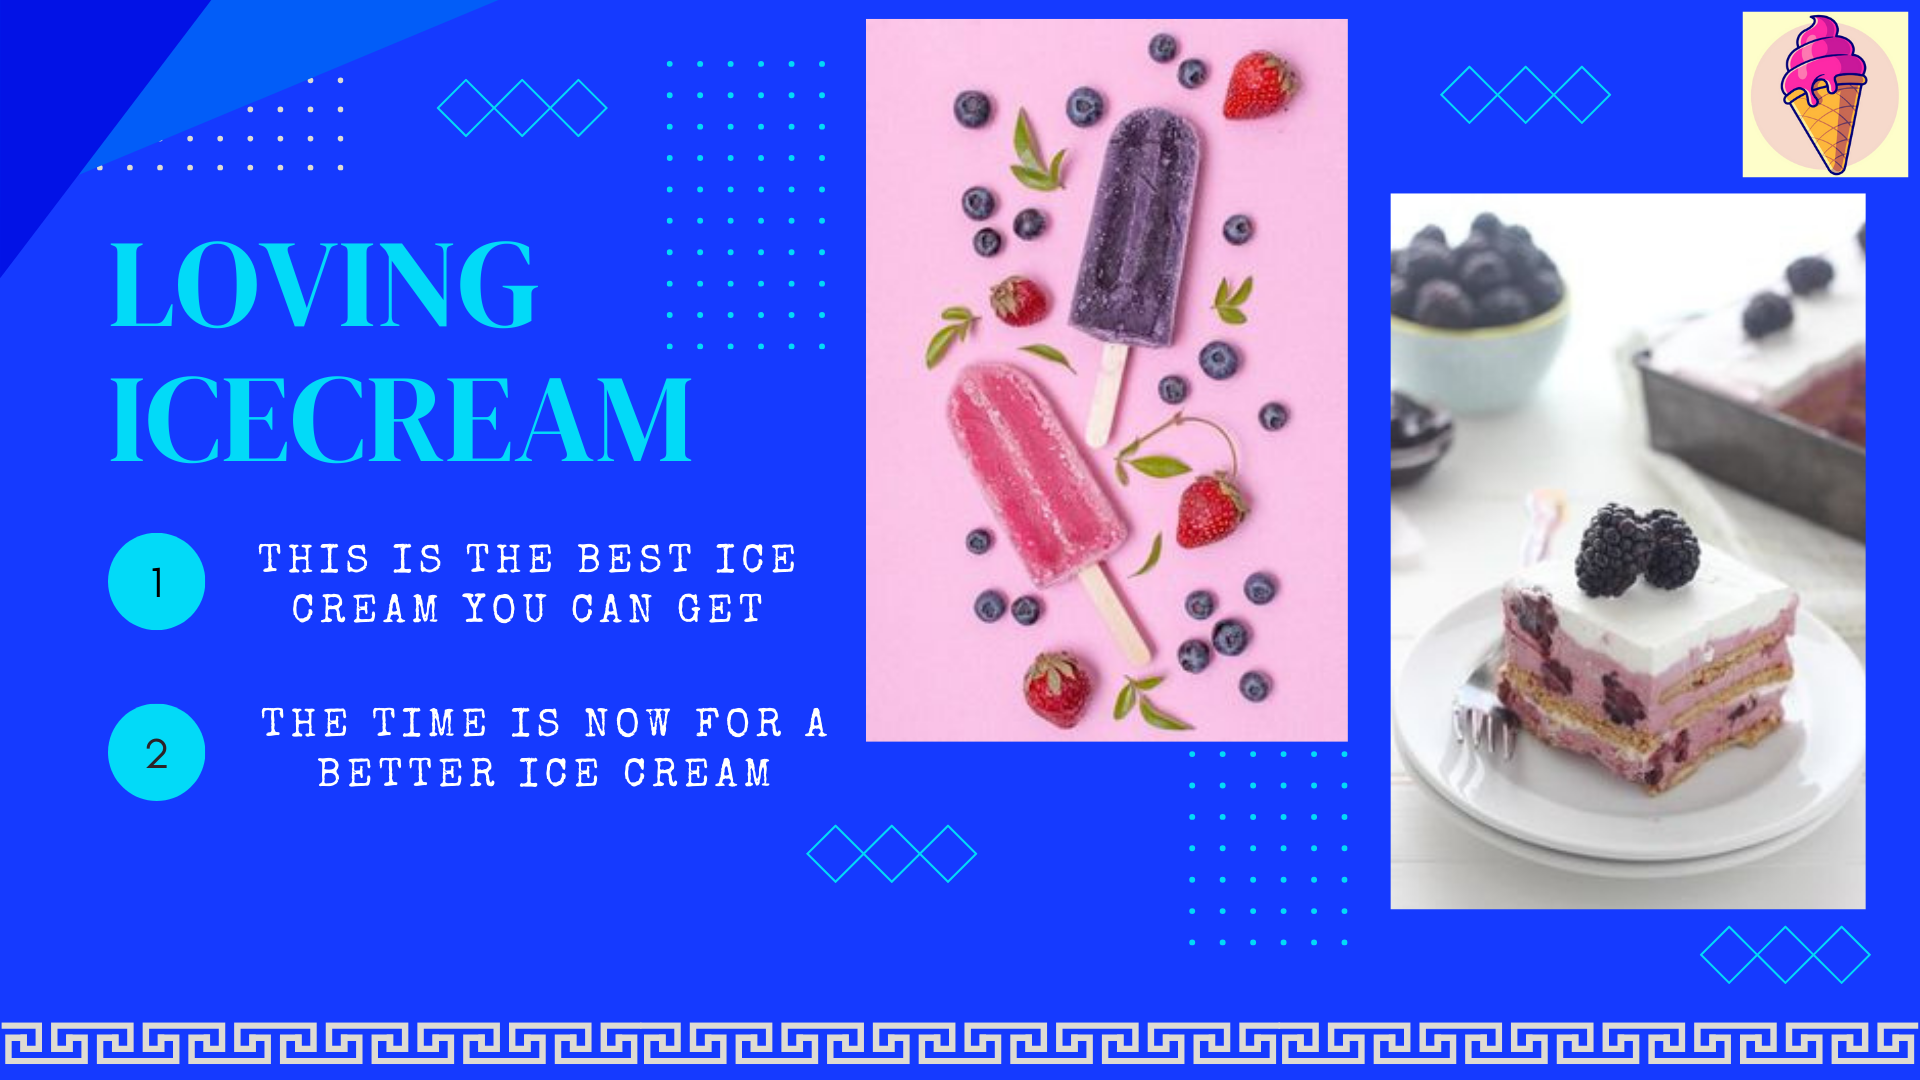 LOVING
ICECREAM
1
THIS IS THE BEST ICE
CREAM YOU CAN GET
2
THE TIME IS NOW FOR A
BETTER ICE CREAM